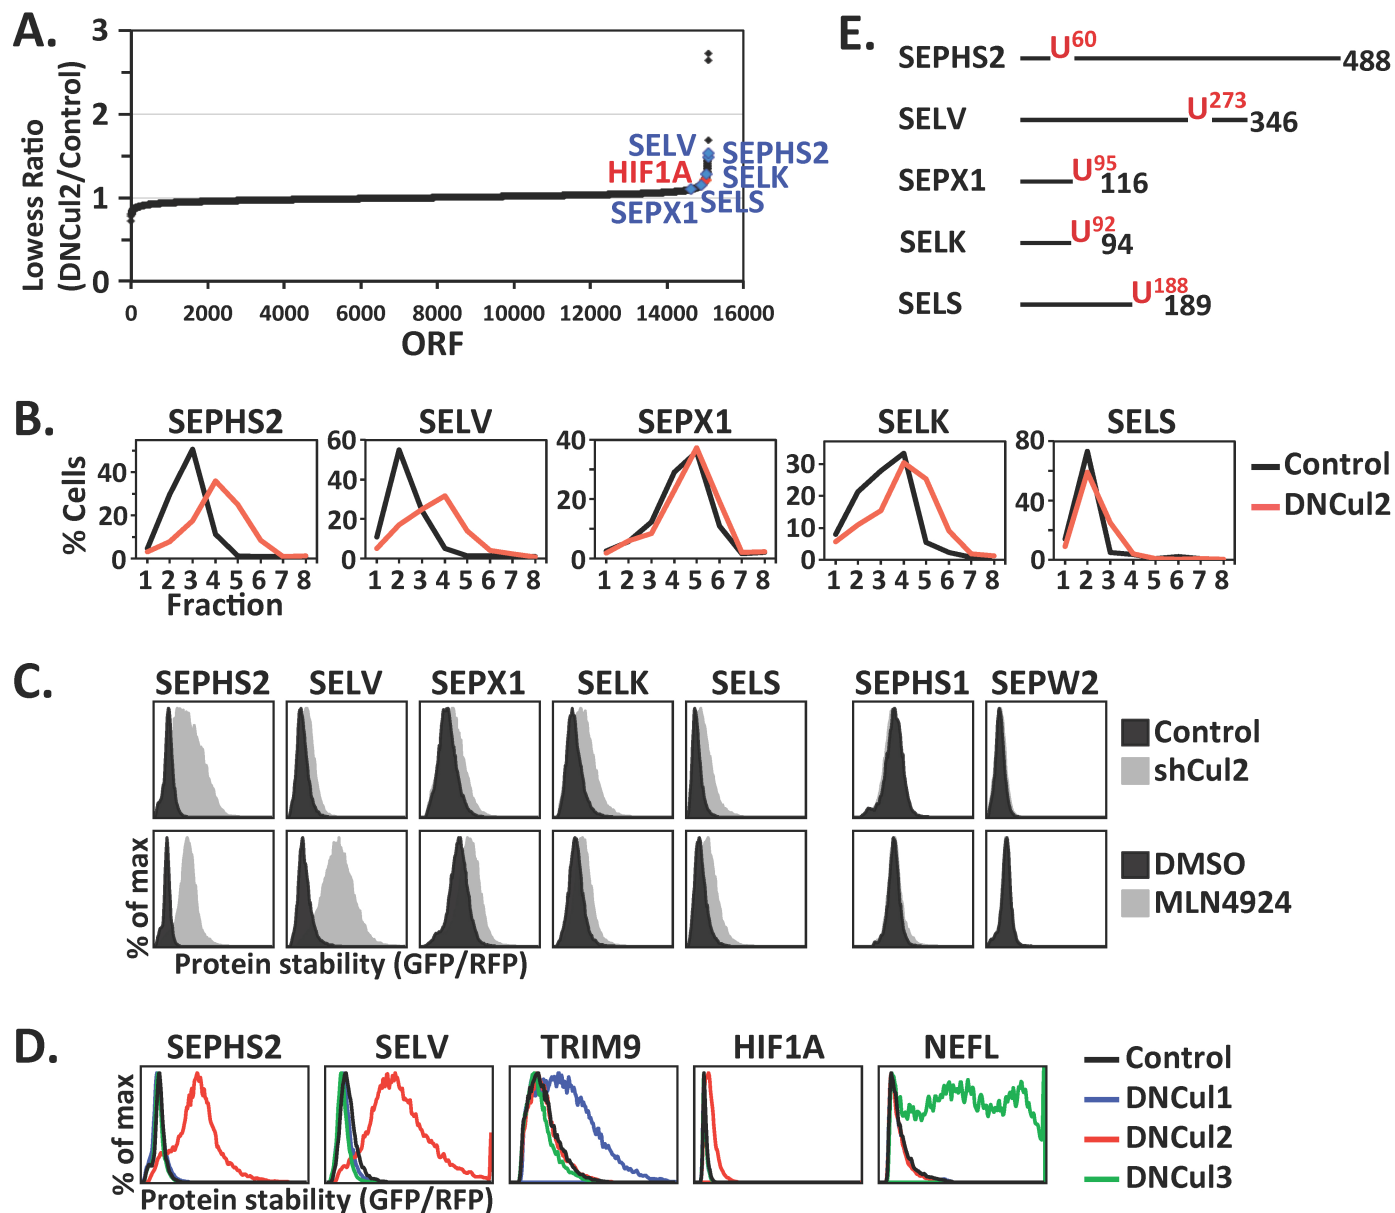 A.
Lowess Ratio
(DNCul2/Control)
3
2
1
0
SELV
HIF1A
SEPX1
SEPHS2
SELK
SELS
0 2000 4000 6000 8000 10000 12000 14000 16000
ORF
E.
SEPHS2 U60 488
SELV U273 346
SEPX1 U95 116
SELK U92 94
SELS U188 189
B.
SEPHS2 SELV SEPX1 SELK SELS
% Cells
40
20
0
60
40
20
0
40
20
0
30
20
10
0
80
40
0
1 2 3 4 5 6 7 8
1 2 3 4 5 6 7 8
1 2 3 4 5 6 7 8
1 2 3 4 5 6 7 8
1 2 3 4 5 6 7 8
Fraction
Control
DNCul2
C.
SEPHS2 SELV SEPX1 SELK SELS SEPHS1 SEPW2
Control
shCul2
% of max
DMSO
MLN4924
Protein stability (GFP/RFP)
D.
SEPHS2 SELV TRIM9 HIF1A NEFL
% of max
Control
DNCul1
DNCul2
DNCul3
Protein stability (GFP/RFP)